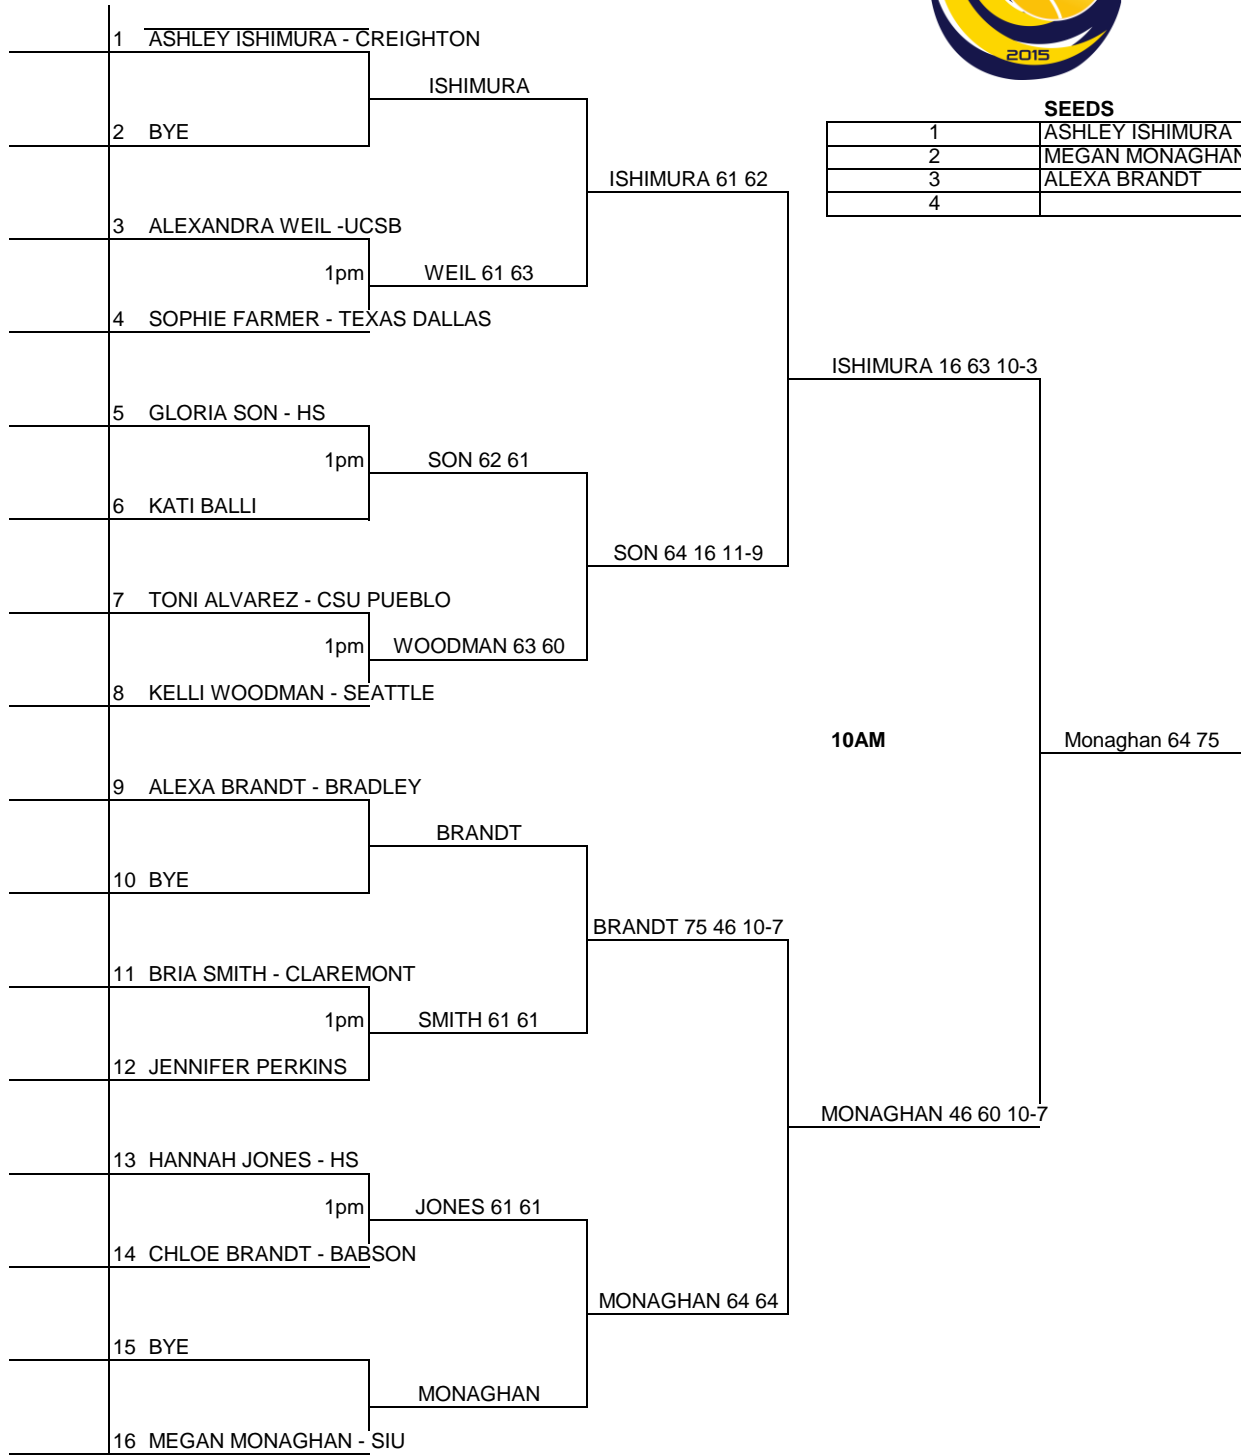 2015
1 ASHLEY ISHIMURA - CREIGHTON
ISHIMURA
SEEDS
2 BYE
1 ASHLEY ISHIMURA
2 MEGAN MONAGHAN
3 ALEXA BRANDT
4
ISHIMURA 61 62
3 ALEXANDRA WEIL -UCSB
1pm WEIL 61 63
4 SOPHIE FARMER - TEXAS DALLAS
ISHIMURA 16 63 10-3
5 GLORIA SON - HS
1pm SON 62 61
6 KATI BALLI
SON 64 16 11-9
7 TONI ALVAREZ - CSU PUEBLO
1pm WOODMAN 63 60
8 KELLI WOODMAN - SEATTLE
10AM Monaghan 64 75
9 ALEXA BRANDT - BRADLEY
BRANDT
10 BYE
BRANDT 75 46 10-7
11 BRIA SMITH - CLAREMONT
1pm SMITH 61 61
12 JENNIFER PERKINS
MONAGHAN 46 60 10-7
13 HANNAH JONES - HS
1pm JONES 61 61
14 CHLOE BRANDT - BABSON
MONAGHAN 64 64
15 BYE
MONAGHAN
16 MEGAN MONAGHAN - SIU